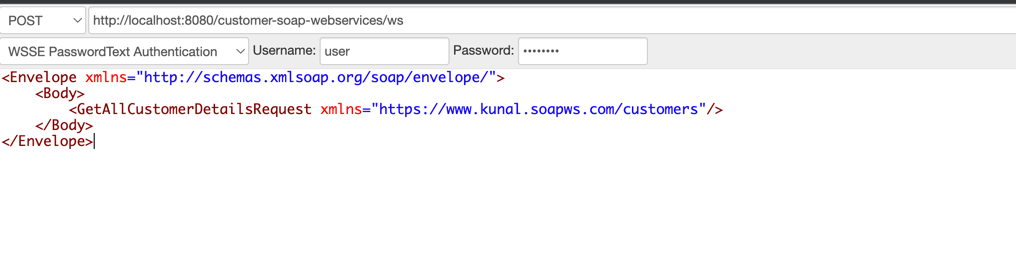 POST http://localhost:8080/customer-soap-webservices/ws
WSSE PasswordText Authentication Username: user Password: ••••••••
<Envelope xmlns="http://schemas.xmlsoap.org/soap/envelope/">
    <Body>
        <GetAllCustomerDetailsRequest xmlns="https://www.kunal.soapws.com/customers"/>
    </Body>
</Envelope>